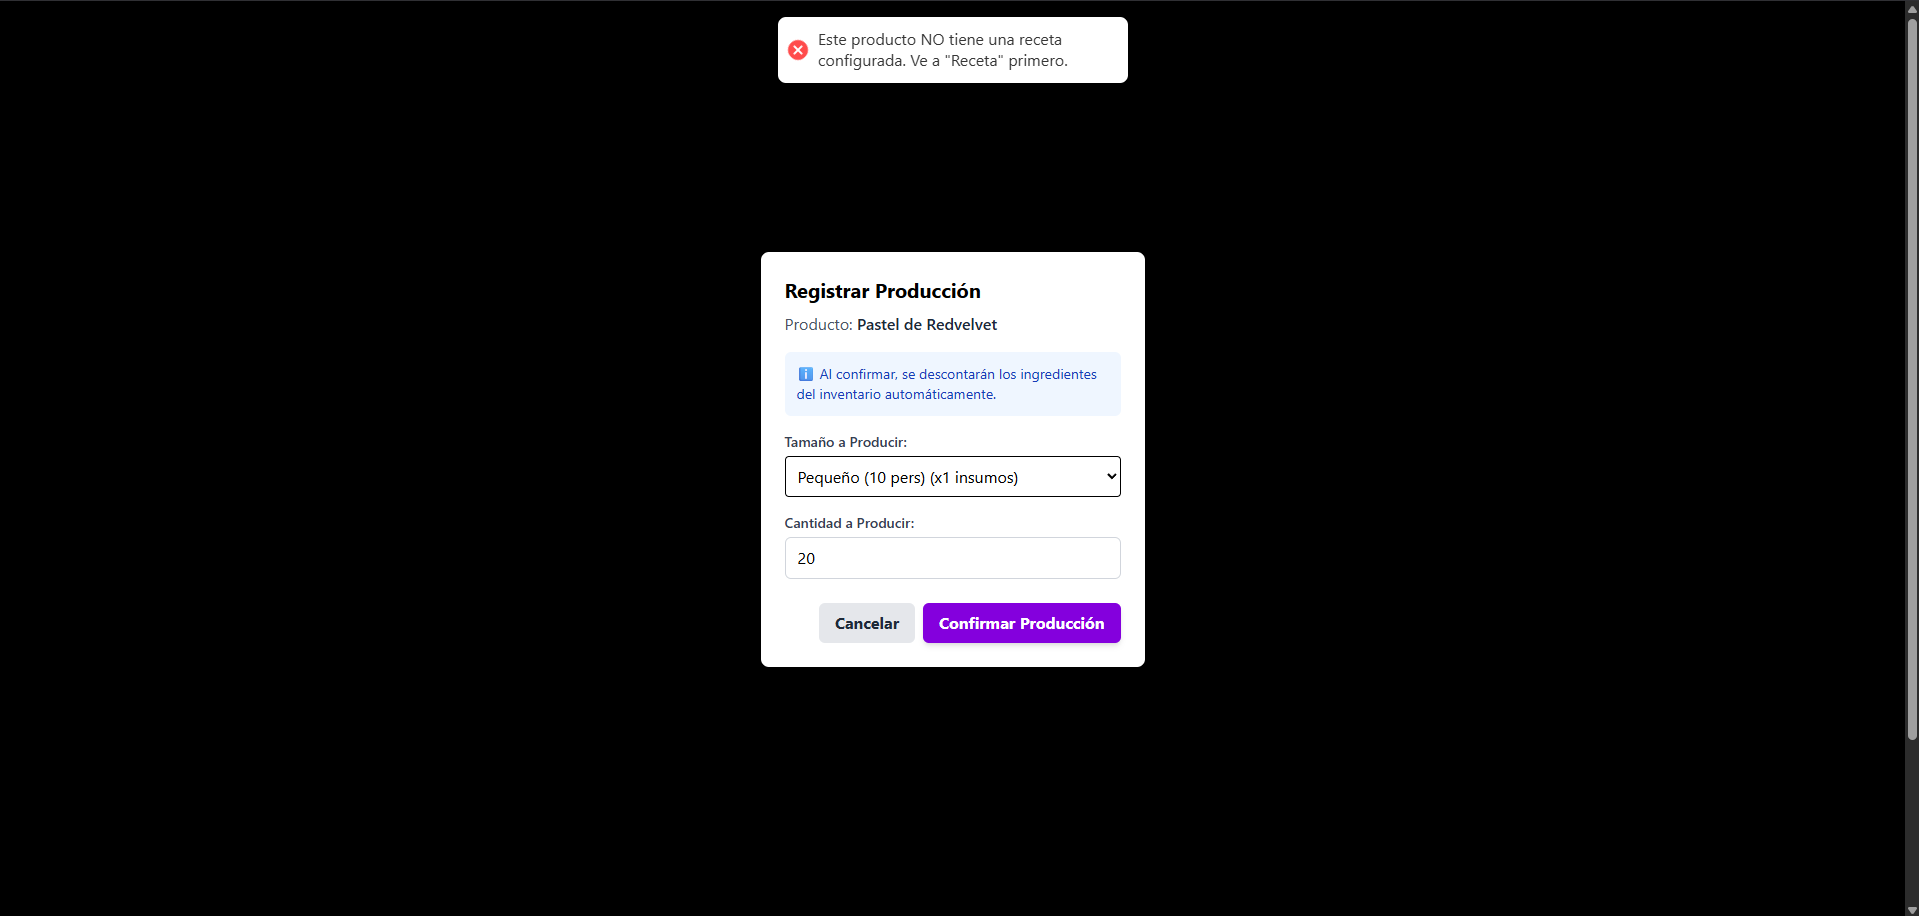 Este producto NO tiene una receta
configurada. Ve a "Receta" primero.
Registrar Producción
Producto: Pastel de Redvelvet
ℹ️ Al confirmar, se descontarán los ingredientes
del inventario automáticamente.
Tamaño a Producir:
Pequeño (10 pers) (x1 insumos)
Cantidad a Producir:
20
Cancelar
Confirmar Producción